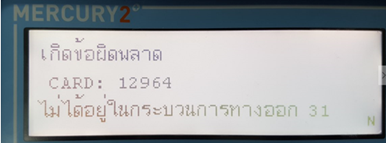 MERCURY2
เกิดข้อผิดพลาด
CARD: 12964
ไม่ได้อยู่ในกระบวนการทางออก 31
N